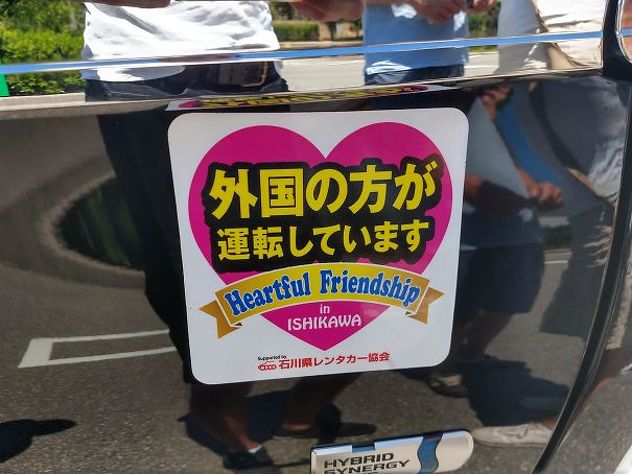 外国の方が
運転しています
Heartful Friendship
in
ISHIKAWA
Supported by
石川県レンタカー協会
HYBRID
SYNERGY